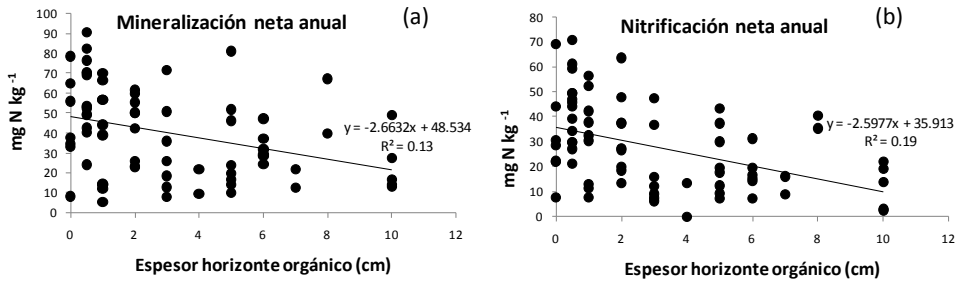 Mineralización neta anual
(a)
mg N kg -1
100
90
80
70
60
50
40
30
20
10
0
y = -2.6632x + 48.534
R² = 0.13
0 2 4 6 8 10 12
Espesor horizonte orgánico (cm)
Nitrificación neta anual
(b)
mg N kg -1
80
70
60
50
40
30
20
10
0
y = -2.5977x + 35.913
R² = 0.19
0 2 4 6 8 10 12
Espesor horizonte orgánico (cm)